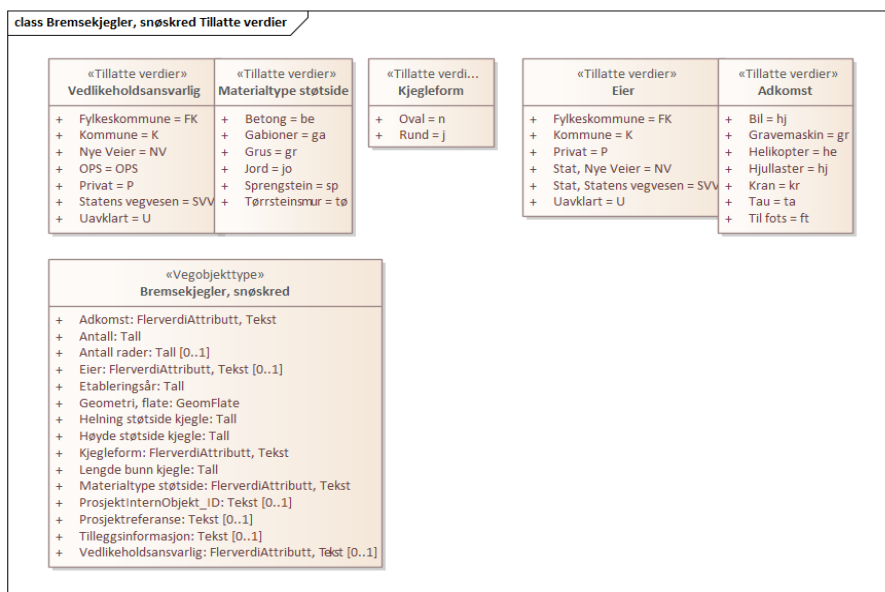 class Bremsekjegler, snøskred Tillatte verdier
«Tillatte verdier»
Vedlikeholdsansvarlig
+ Fylkeskommune = FK
+ Kommune = K
+ Nye Veier = NV
+ OPS = OPS
+ Privat = P
+ Statens vegvesen = SVV
+ Uavklart = U
«Tillatte verdier»
Materialtype støtside
+ Betong = be
+ Gabioner = ga
+ Grus = gr
+ Jord = jo
+ Sprengstein = sp
+ Tørrsteinsmur = tø
«Tillatte verdi...
Kjegleform
+ Oval = n
+ Rund = j
«Tillatte verdier»
Eier
+ Fylkeskommune = FK
+ Kommune = K
+ Privat = P
+ Stat, Nye Veier = NV
+ Stat, Statens vegvesen = SVV
+ Uavklart = U
«Tillatte verdier»
Adkomst
+ Bil = hj
+ Gravemaskin = gr
+ Helikopter = he
+ Hjullaster = hj
+ Kran = kr
+ Tau = ta
+ Til fots = ft
«Vegobjekttype»
Bremsekjegler, snøskred
+ Adkomst: FlerverdiAttributt, Tekst
+ Antall: Tall
+ Antall rader: Tall [0..1]
+ Eier: FlerverdiAttributt, Tekst [0..1]
+ Etableringsår: Tall
+ Geometri, flate: GeomFlate
+ Helning støtside kjegle: Tall
+ Høyde støtside kjegle: Tall
+ Kjegleform: FlerverdiAttributt, Tekst
+ Lengde bunn kjegle: Tall
+ Materialtype støtside: FlerverdiAttributt, Tekst
+ ProsjektInternObjekt_ID: Tekst [0..1]
+ Prosjektreferanse: Tekst [0..1]
+ Tilleggsinformasjon: Tekst [0..1]
+ Vedlikeholdsansvarlig: FlerverdiAttributt, Tekst [0..1]